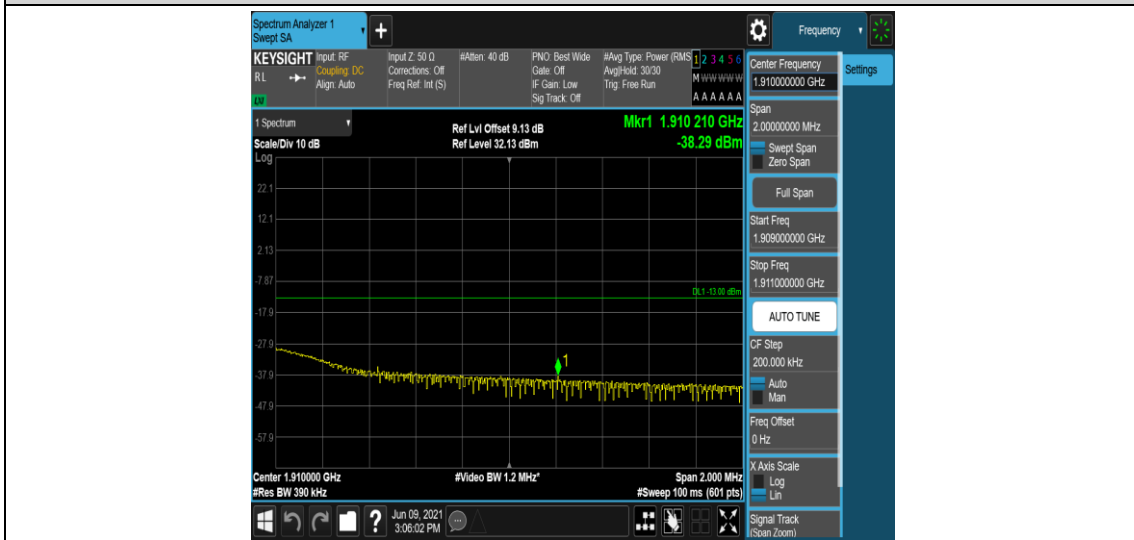 Spectrum Analyzer 1
Swept SA
+
Frequency
KEYSIGHT
RL
LXI
Input: RF
Coupling: DC
Align: Auto
Input Z: 50 Ω
Corrections: Off
Freq Ref: Int (S)
#Atten: 40 dB
PNO: Best Wide
Gate: Off
IF Gain: Low
Sig Track: Off
#Avg Type: Power (RMS
Avg|Hold: 30/30
Trig: Free Run
1 2 3 4 5 6
M W W W W W
A A A A A A
1 Spectrum
Scale/Div 10 dB
Log
Ref Lvl Offset 9.13 dB
Ref Level 32.13 dBm
Mkr1 1.910 210 GHz
-38.29 dBm
22.1
12.1
2.13
-7.87
DL1 -13.00 dBm
-17.9
-27.9
1
-37.9
-47.9
-57.9
Center 1.910000 GHz
#Video BW 1.2 MHz*
Span 2.000 MHz
#Res BW 390 kHz
#Sweep 100 ms (601 pts)
?
Jun 09, 2021
3:06:02 PM
Center Frequency
1.910000000 GHz
Settings
Span
2.00000000 MHz
Swept Span
Zero Span
Full Span
Start Freq
1.909000000 GHz
Stop Freq
1.911000000 GHz
AUTO TUNE
CF Step
200.000 kHz
Auto
Man
Freq Offset
0 Hz
X Axis Scale
Log
Lin
Signal Track
(Span Zoom)